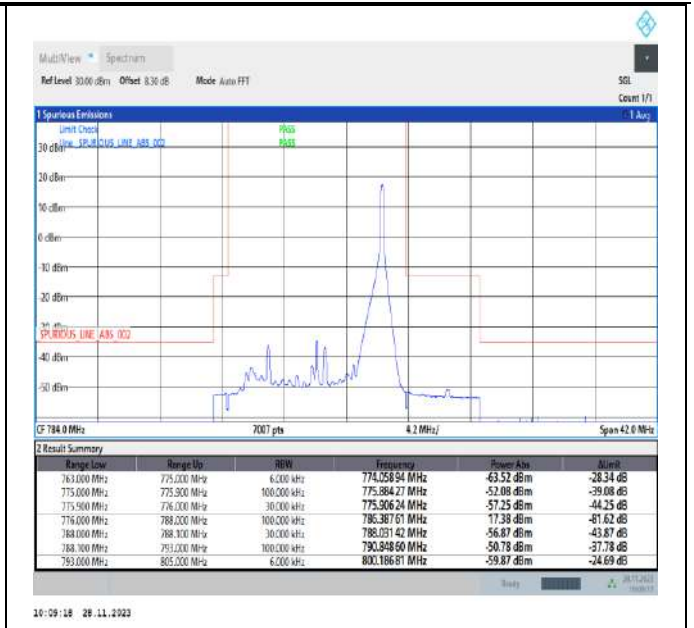 MultiView Spectrum
Ref Level 30.00 dBm Offset 8.30 dB Mode Auto FFT SGL
Count 1/1
1 Spurious Emissions 1 Avg
Limit Check PASS
Line _SPURIOUS_LINE_ABS_002 PASS
30 dBm
20 dBm
10 dBm
0 dBm
-10 dBm
-20 dBm
SPURIOUS_LINE_ABS_002
-40 dBm
-50 dBm
CF 784.0 MHz 7007 pts 4.2 MHz/ Span 42.0 MHz
2 Result Summary
Range Low Range Up RBW Frequency Power Abs ΔLimit
763.000 MHz 775.000 MHz 6.000 kHz 774.05894 MHz -63.52 dBm -28.34 dB
775.000 MHz 775.900 MHz 100.000 kHz 775.88427 MHz -52.08 dBm -39.08 dB
775.900 MHz 776.000 MHz 30.000 kHz 775.90624 MHz -57.25 dBm -44.25 dB
776.000 MHz 788.000 MHz 100.000 kHz 786.38761 MHz 17.38 dBm -81.62 dB
788.000 MHz 788.100 MHz 30.000 kHz 788.03142 MHz -56.87 dBm -43.87 dB
788.100 MHz 793.000 MHz 100.000 kHz 790.84860 MHz -50.78 dBm -37.78 dB
793.000 MHz 805.000 MHz 6.000 kHz 800.18681 MHz -59.87 dBm -24.69 dB
Ready 28.11.2023
10:09:18 28.11.2023